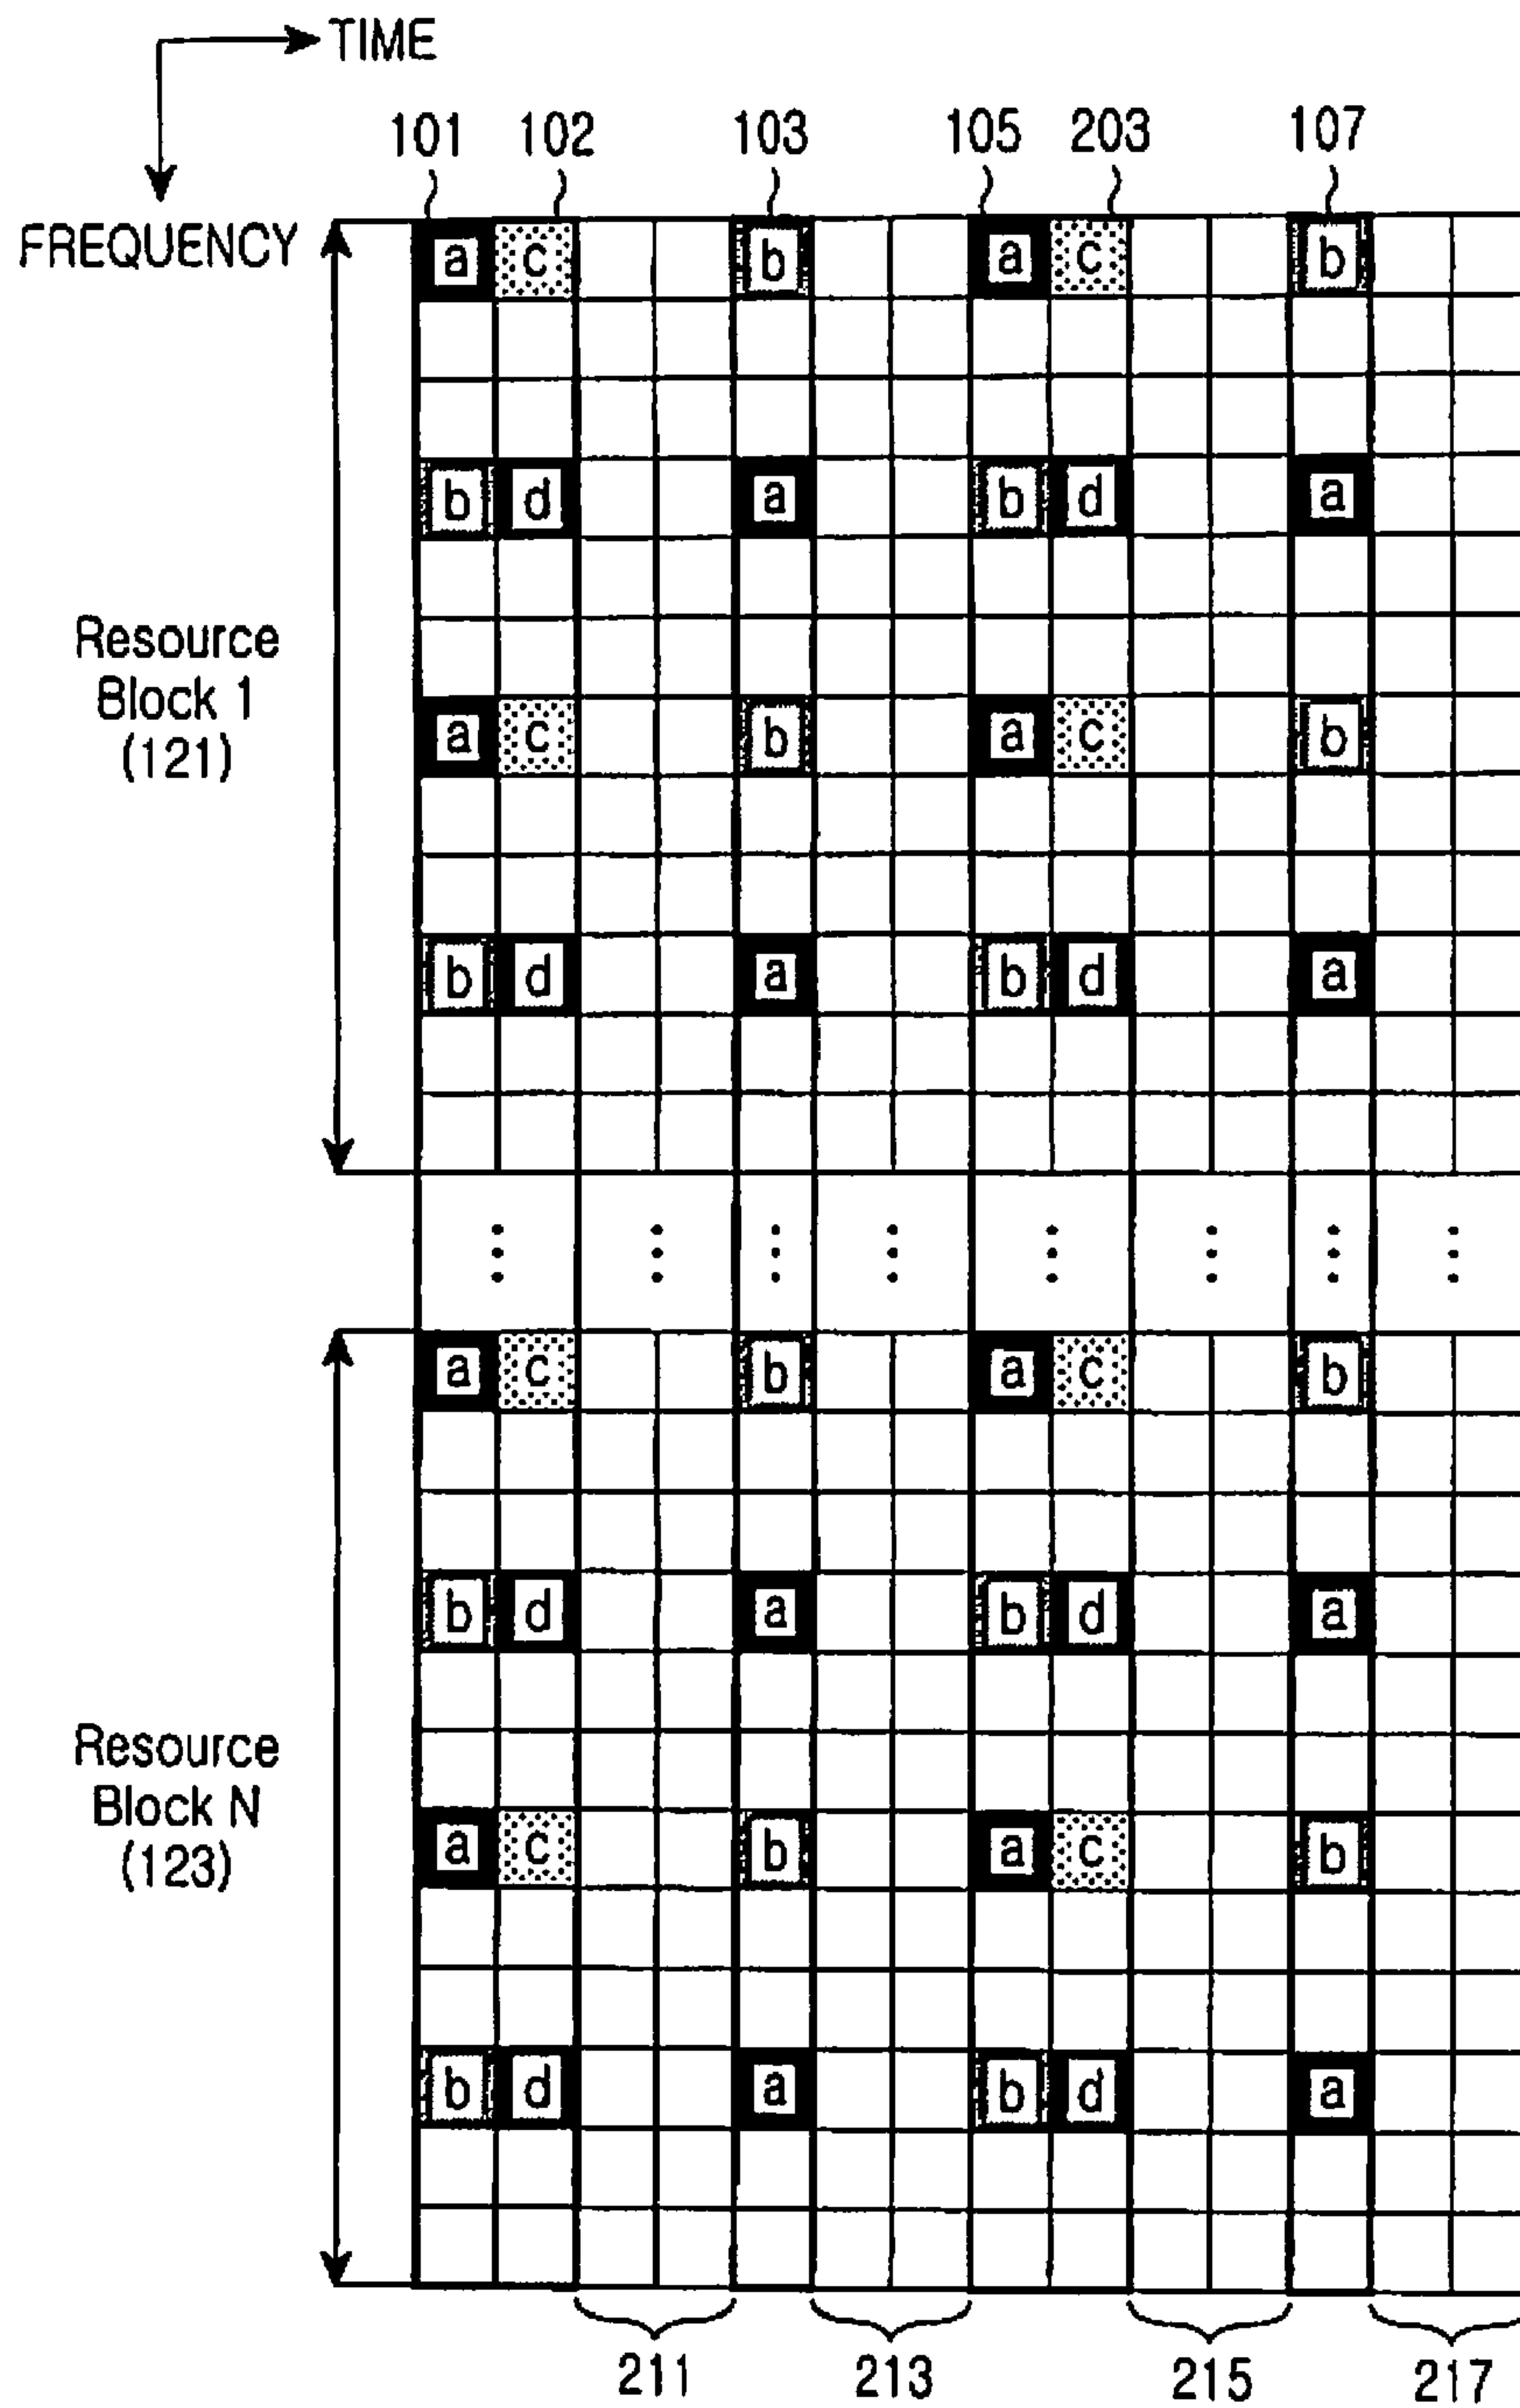 TIME
101 102 103 105 203 107
FREQUENCY
a c b a c b
b d a b d a
Resource
Block 1
(121)
a c b a c b
b d a b d a
a c b a c b
b d a b d a
Resource
Block N
(123)
a c b a c b
b d a b d a
211 213 215 217